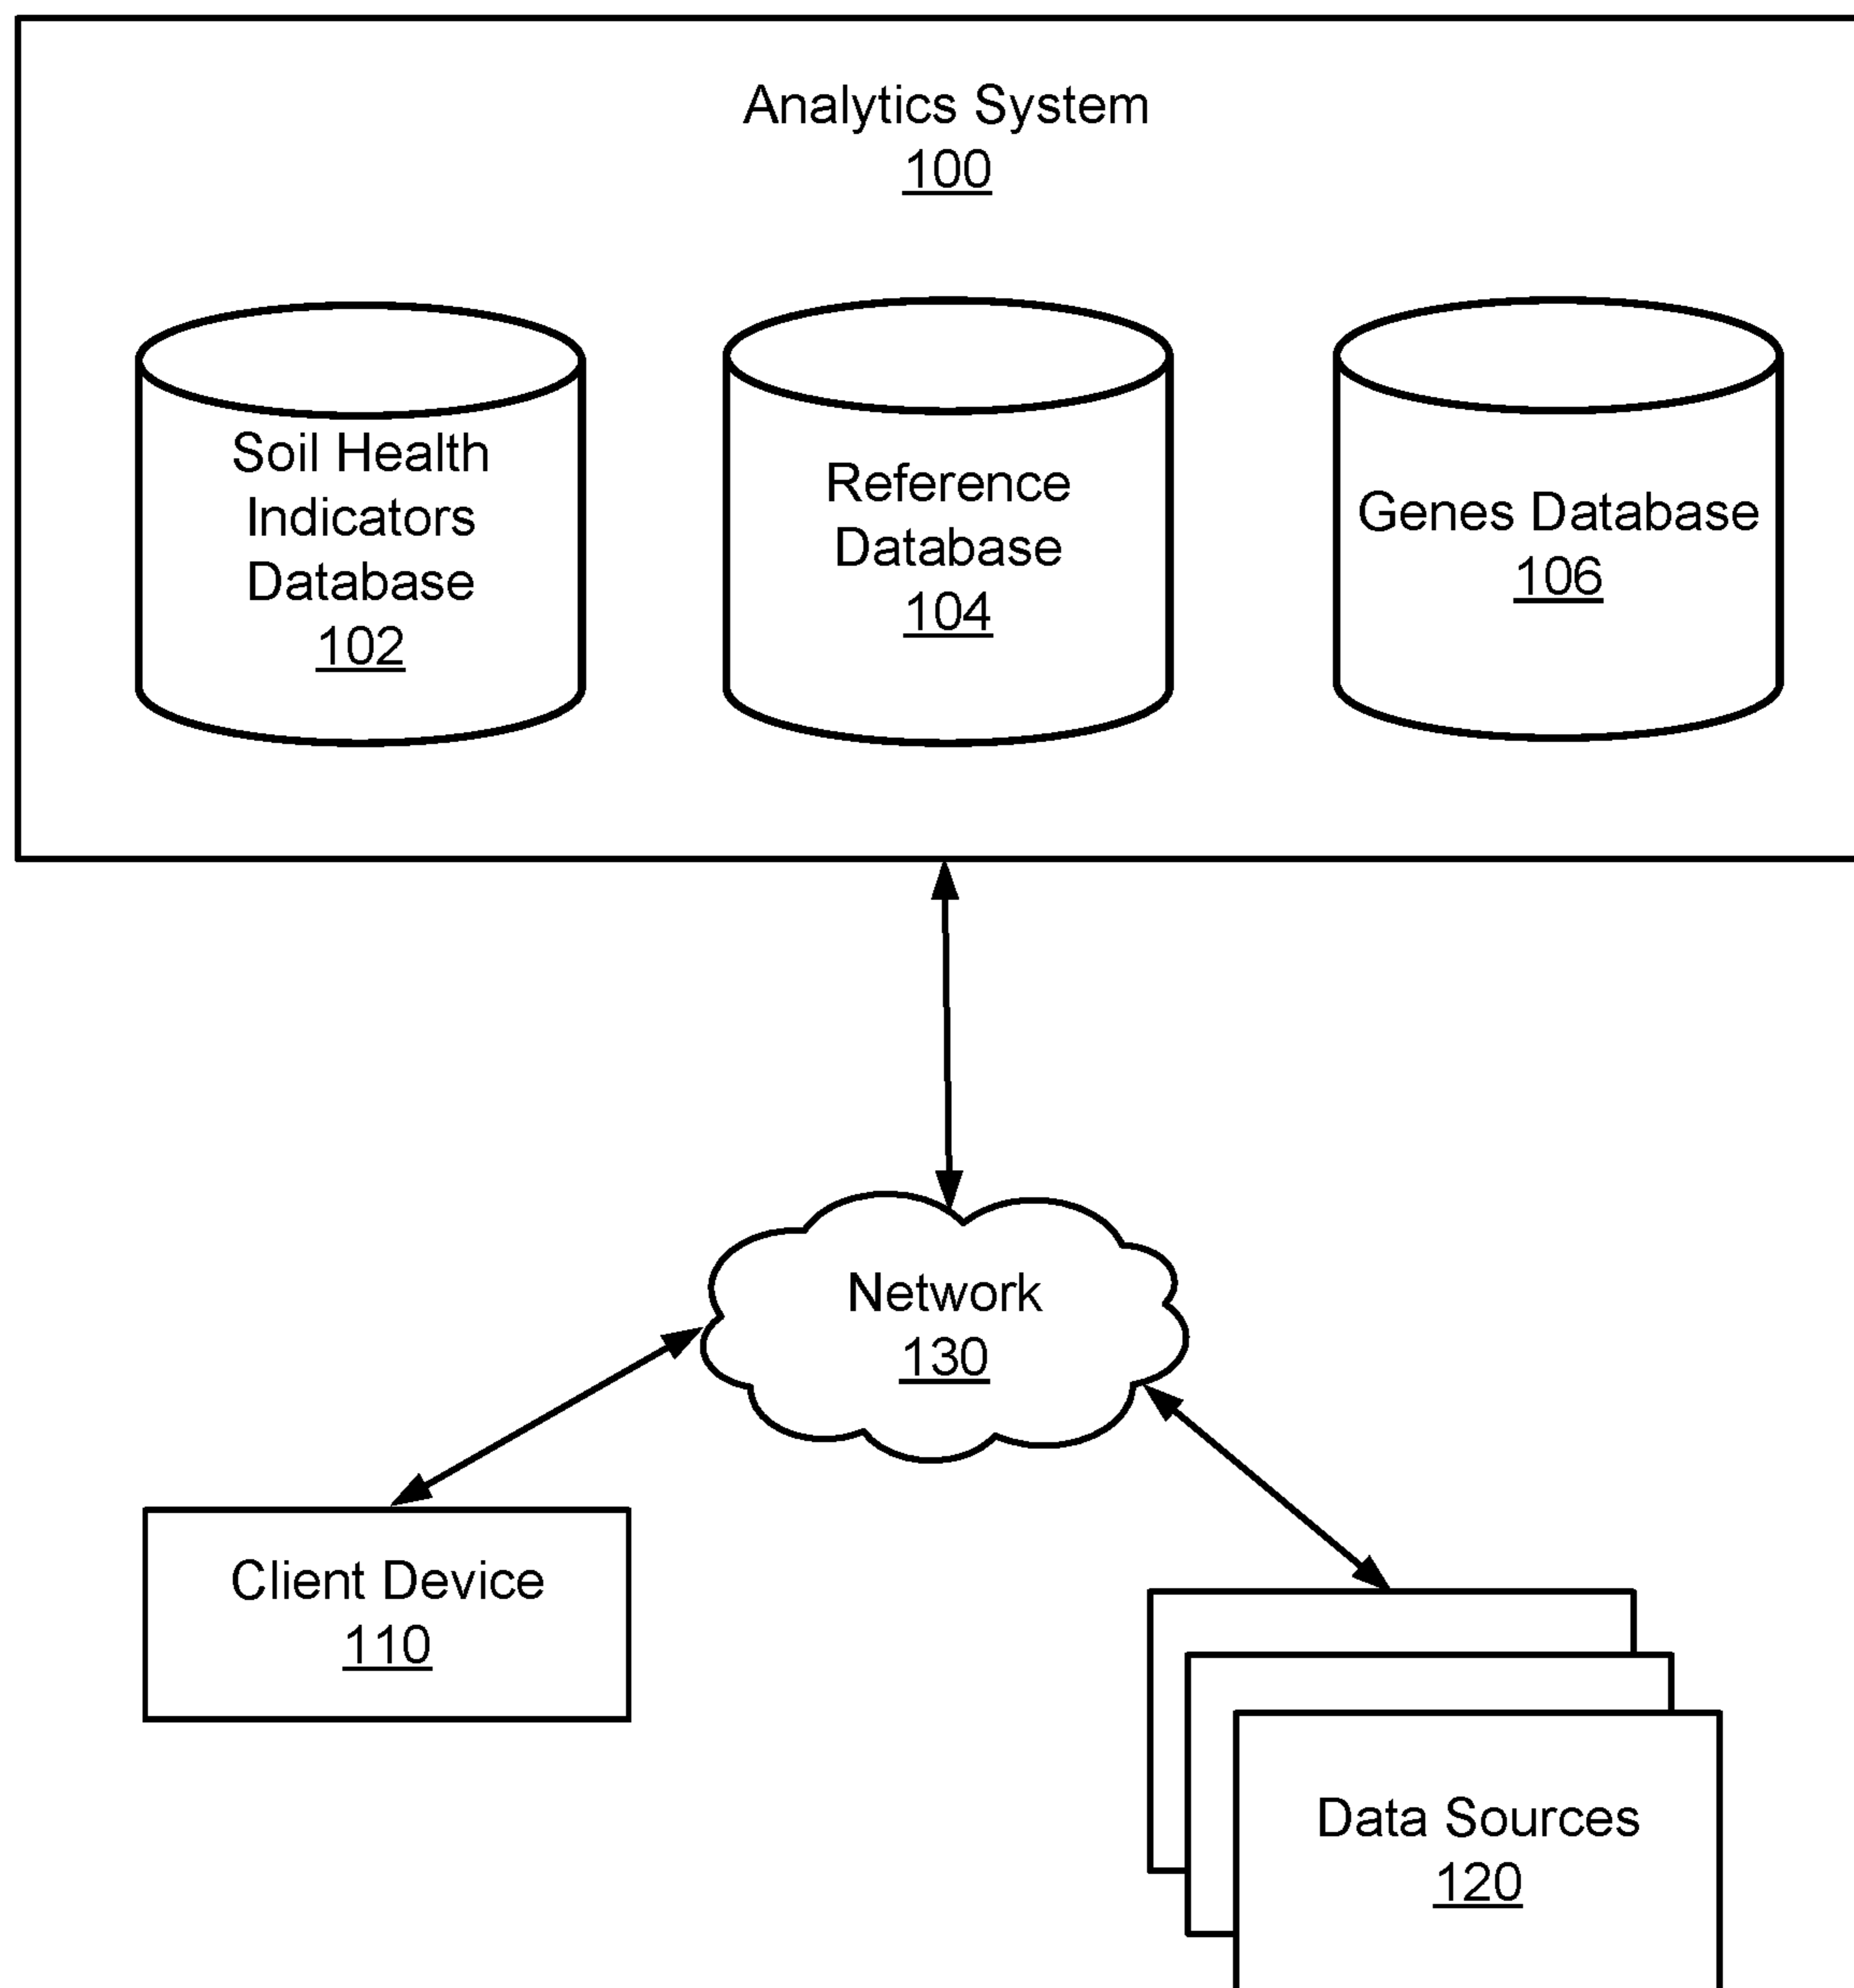 Analytics System
100
Soil Health
Indicators
Database
102
Reference
Database
104
Genes Database
106
Network
130
Client Device
110
Data Sources
120